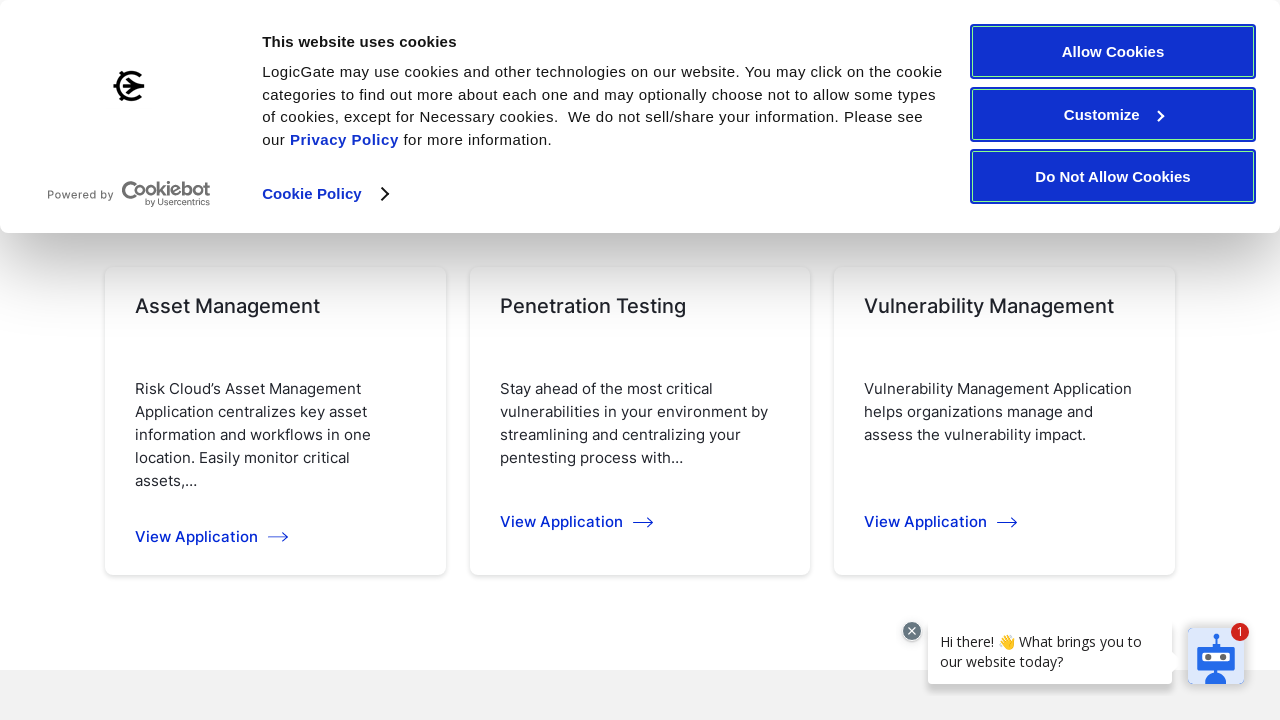 This website uses cookies
LogicGate may use cookies and other technologies on our website. You may click on the cookie
categories to find out more about each one and may optionally choose not to allow some types
of cookies, except for Necessary cookies.  We do not sell/share your information. Please see
our Privacy Policy for more information.
Powered by Cookiebot
by Usercentrics
Cookie Policy
Allow Cookies
Customize
Do Not Allow Cookies
Asset Management
Risk Cloud’s Asset Management
Application centralizes key asset
information and workflows in one
location. Easily monitor critical
assets,...
View Application
Penetration Testing
Stay ahead of the most critical
vulnerabilities in your environment by
streamlining and centralizing your
pentesting process with...
View Application
Vulnerability Management
Vulnerability Management Application
helps organizations manage and
assess the vulnerability impact.
View Application
Hi there! 👋 What brings you to
our website today?
1